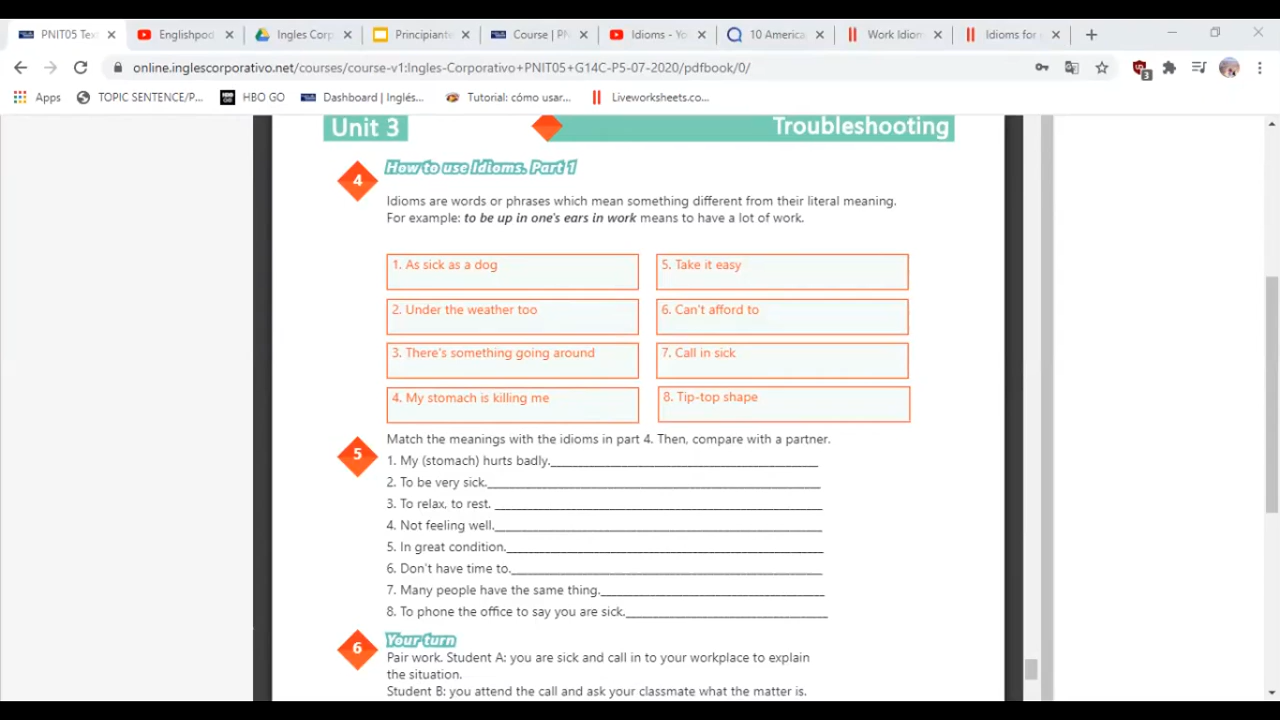 PNIT05 Tex
Englishpod
Ingles Corp
Principiante
Course | PN
Idioms - Yo
10 America
Work Idiom
Idioms for
online.inglescorporativo.net/courses/course-v1:Ingles-Corporativo+PNIT05+G14C-P5-07-2020/pdfbook/0/
3
Apps
TOPIC SENTENCE/P...
HBO GO
Dashboard | Inglés...
Tutorial: cómo usar...
Liveworksheets.co...
Unit 3
Troubleshooting
4
How to use Idioms. Part 1
Idioms are words or phrases which mean something different from their literal meaning.
For example: to be up in one's ears in work means to have a lot of work.
1. As sick as a dog
5. Take it easy
2. Under the weather too
6. Can't afford to
3. There's something going around
7. Call in sick
4. My stomach is killing me
8. Tip-top shape
5
Match the meanings with the idioms in part 4. Then, compare with a partner.
1. My (stomach) hurts badly.
2. To be very sick.
3. To relax, to rest.
4. Not feeling well.
5. In great condition.
6. Don't have time to.
7. Many people have the same thing.
8. To phone the office to say you are sick.
6
Your turn
Pair work. Student A: you are sick and call in to your workplace to explain
the situation.
Student B: you attend the call and ask your classmate what the matter is.